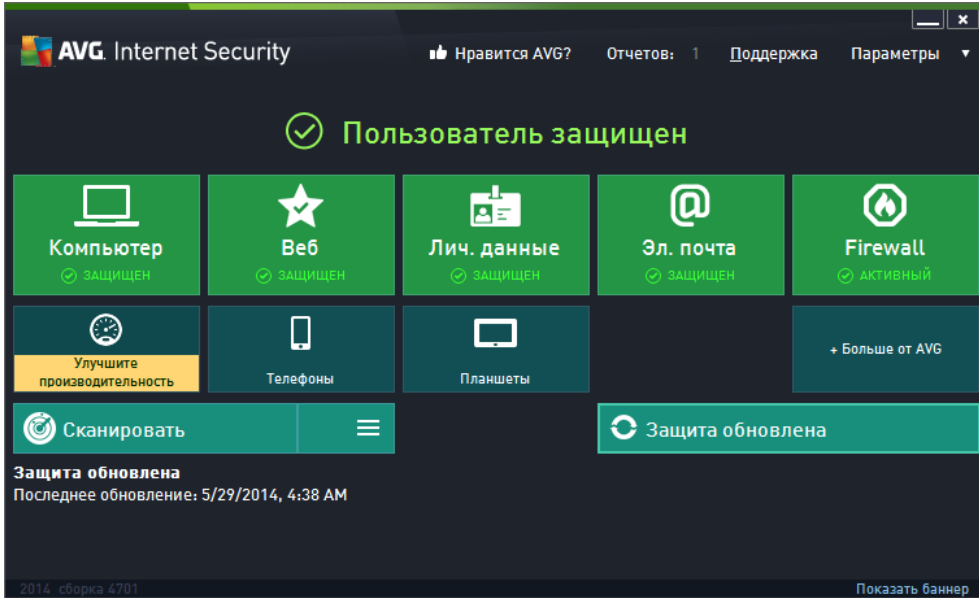 AVG. Internet Security
Нравится AVG?
Отчетов: 1
Поддержка
Параметры
Пользователь защищен
Компьютер
ЗАЩИЩЕН
Веб
ЗАЩИЩЕН
Лич. данные
ЗАЩИЩЕН
Эл. почта
ЗАЩИЩЕН
Firewall
АКТИВНЫЙ
Улучшите
производительность
Телефоны
Планшеты
+ Больше от AVG
Сканировать
Защита обновлена
Защита обновлена
Последнее обновление: 5/29/2014, 4:38 AM
2014 сборка 4701
Показать баннер